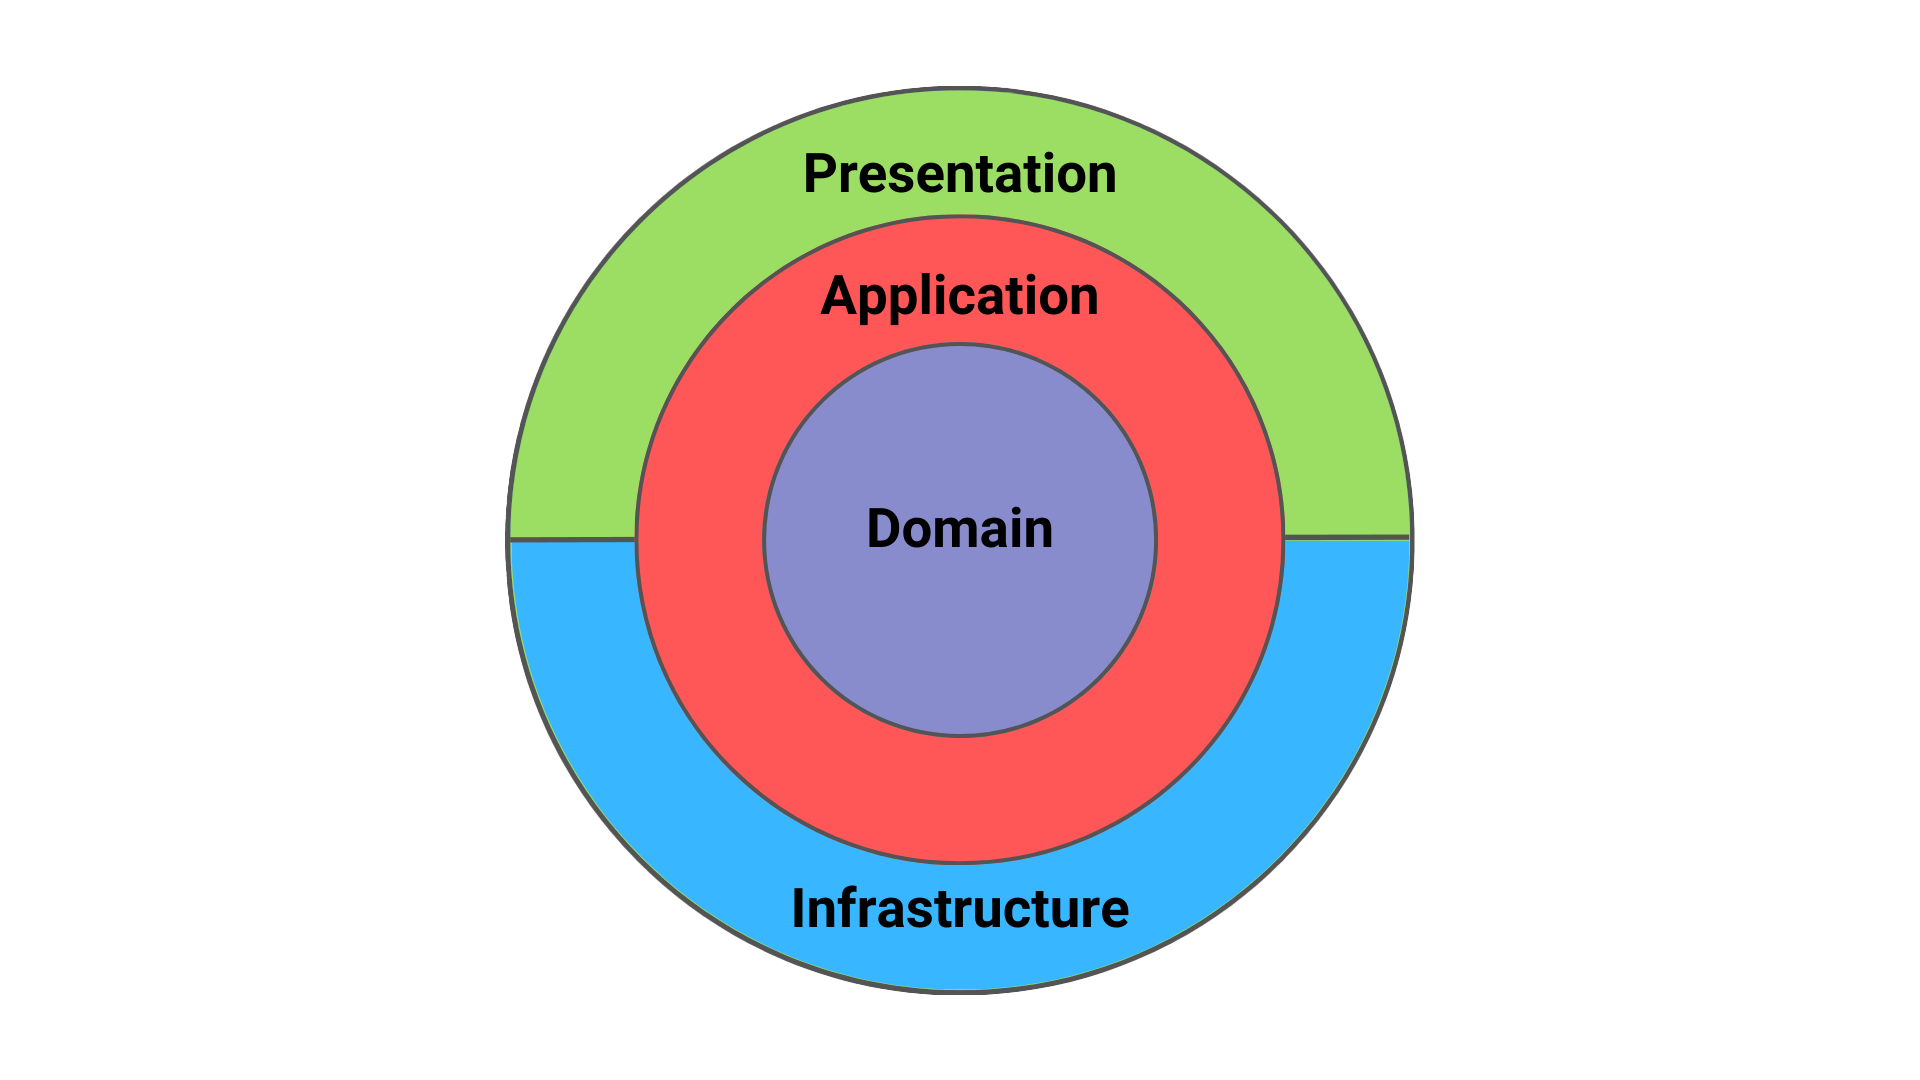 Presentation
Application
Domain
Infrastructure